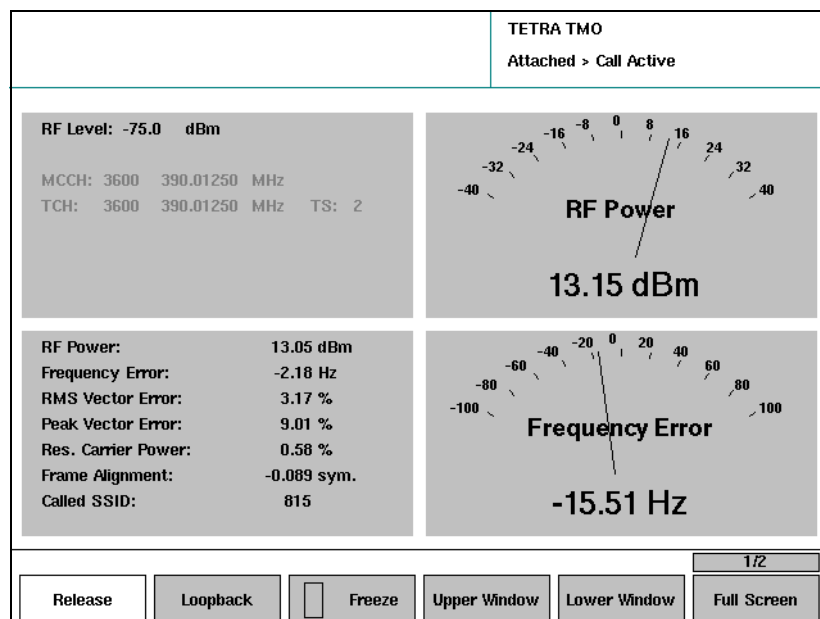 TETRA TMO
Attached > Call Active
RF Level: -75.0 dBm
MCCH: 3600 390.01250 MHz
TCH: 3600 390.01250 MHz TS: 2
-40 -32 -24 -16 -8 0 8 16 24 32 40
RF Power
13.15 dBm
RF Power: 13.05 dBm
Frequency Error: -2.18 Hz
RMS Vector Error: 3.17 %
Peak Vector Error: 9.01 %
Res. Carrier Power: 0.58 %
Frame Alignment: -0.089 sym.
Called SSID: 815
-100 -80 -60 -40 -20 0 20 40 60 80 100
Frequency Error
-15.51 Hz
1/2
Release Loopback Freeze Upper Window Lower Window Full Screen